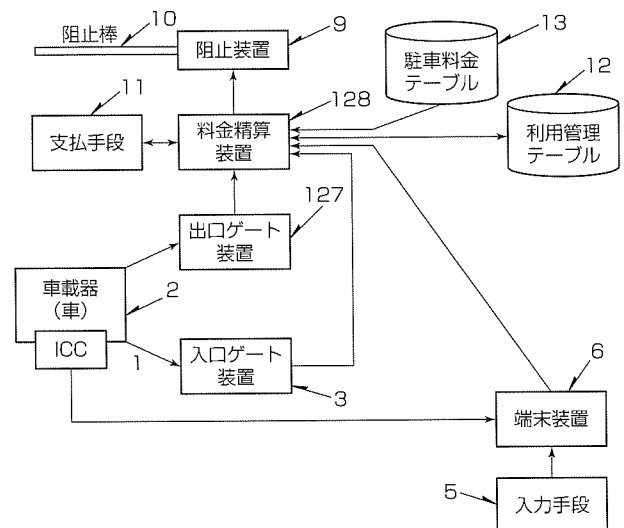 10
阻止棒
阻止装置
9
13
駐車料金
テーブル
12
利用管理
テーブル
11
支払手段
128
料金精算
装置
127
出口ゲート
装置
車載器
(車)
2
ICC
1
入口ゲート
装置
3
6
端末装置
5
入力手段